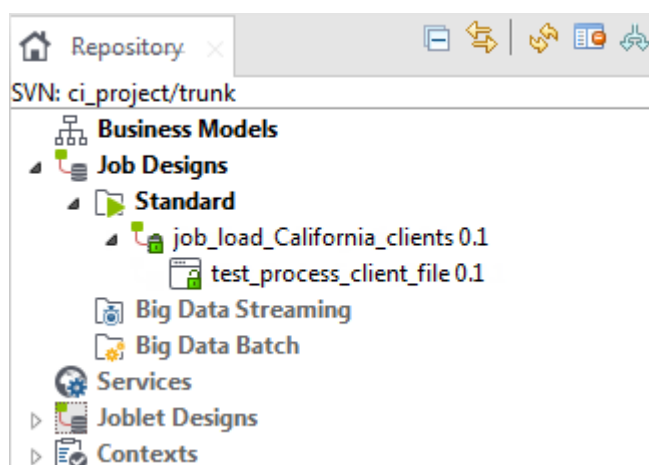 Repository
SVN: ci_project/trunk
Business Models
Job Designs
Standard
job_load_California_clients 0.1
test_process_client_file 0.1
Big Data Streaming
Big Data Batch
Services
Joblet Designs
Contexts